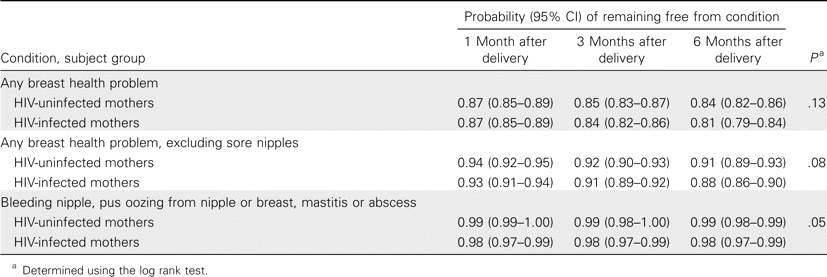 Probability (95% CI) of remaining free from condition
Condition, subject group 1 Month after delivery 3 Months after delivery 6 Months after delivery Pa
Any breast health problem
HIV-uninfected mothers 0.87 (0.85–0.89) 0.85 (0.83–0.87) 0.84 (0.82–0.86) .13
HIV-infected mothers 0.87 (0.85–0.89) 0.84 (0.82–0.86) 0.81 (0.79–0.84)
Any breast health problem, excluding sore nipples
HIV-uninfected mothers 0.94 (0.92–0.95) 0.92 (0.90–0.93) 0.91 (0.89–0.93) .08
HIV-infected mothers 0.93 (0.91–0.94) 0.91 (0.89–0.92) 0.88 (0.86–0.90)
Bleeding nipple, pus oozing from nipple or breast, mastitis or abscess
HIV-uninfected mothers 0.99 (0.99–1.00) 0.99 (0.98–1.00) 0.99 (0.98–0.99) .05
HIV-infected mothers 0.98 (0.97–0.99) 0.98 (0.97–0.99) 0.98 (0.97–0.99)
a Determined using the log rank test.